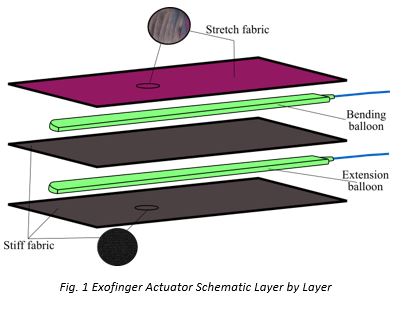 Stretch fabric
Bending
balloon
Extension
balloon
Stiff fabric
Fig. 1 Exofinger Actuator Schematic Layer by Layer